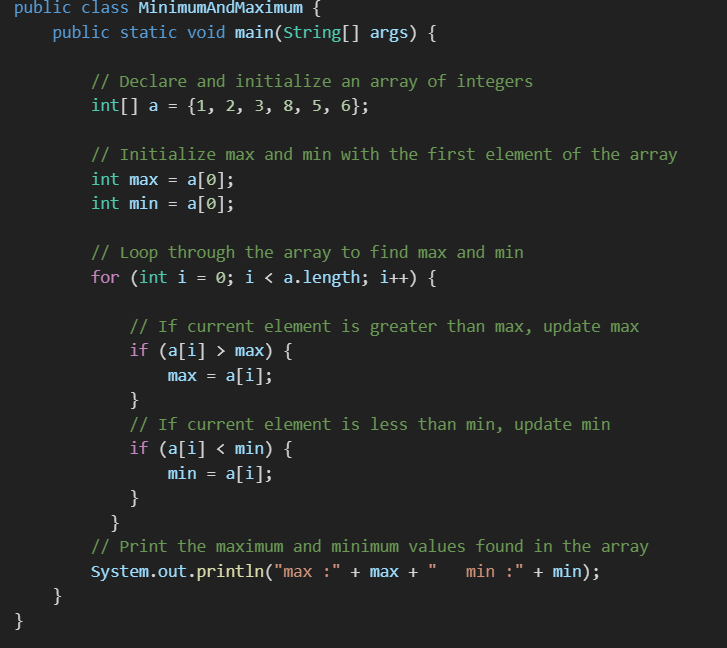 public class MinimumAndMaximum {
    public static void main(String[] args) {

        // Declare and initialize an array of integers
        int[] a = {1, 2, 3, 8, 5, 6};

        // Initialize max and min with the first element of the array
        int max = a[0];
        int min = a[0];

        // Loop through the array to find max and min
        for (int i = 0; i < a.length; i++) {

            // If current element is greater than max, update max
            if (a[i] > max) {
                max = a[i];
            }
            // If current element is less than min, update min
            if (a[i] < min) {
                min = a[i];
            }
          }
        // Print the maximum and minimum values found in the array
        System.out.println("max :" + max + "   min :" + min);
    }
}